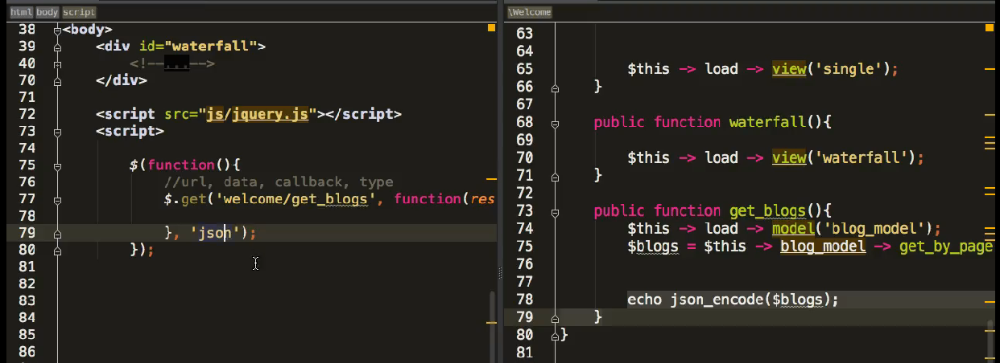 html body script
38 <body>
39 <div id="waterfall">
40 <!--...-->
70 </div>
71
72 <script src="js/jquery.js"></script>
73 <script>
74
75 $(function(){
76 //url, data, callback, type
77 $.get('welcome/get_blogs', function(res
78
79 }, 'json');
80 });
81
82
83
84
85
86
\Welcome
63
64
65 $this -> load -> view('single');
66 }
67
68 public function waterfall(){
69
70 $this -> load -> view('waterfall');
71 }
72
73 public function get_blogs(){
74 $this -> load -> model('blog_model');
75 $blogs = $this -> blog_model -> get_by_page
76
77
78 echo json_encode($blogs);
79 }
80 }
81